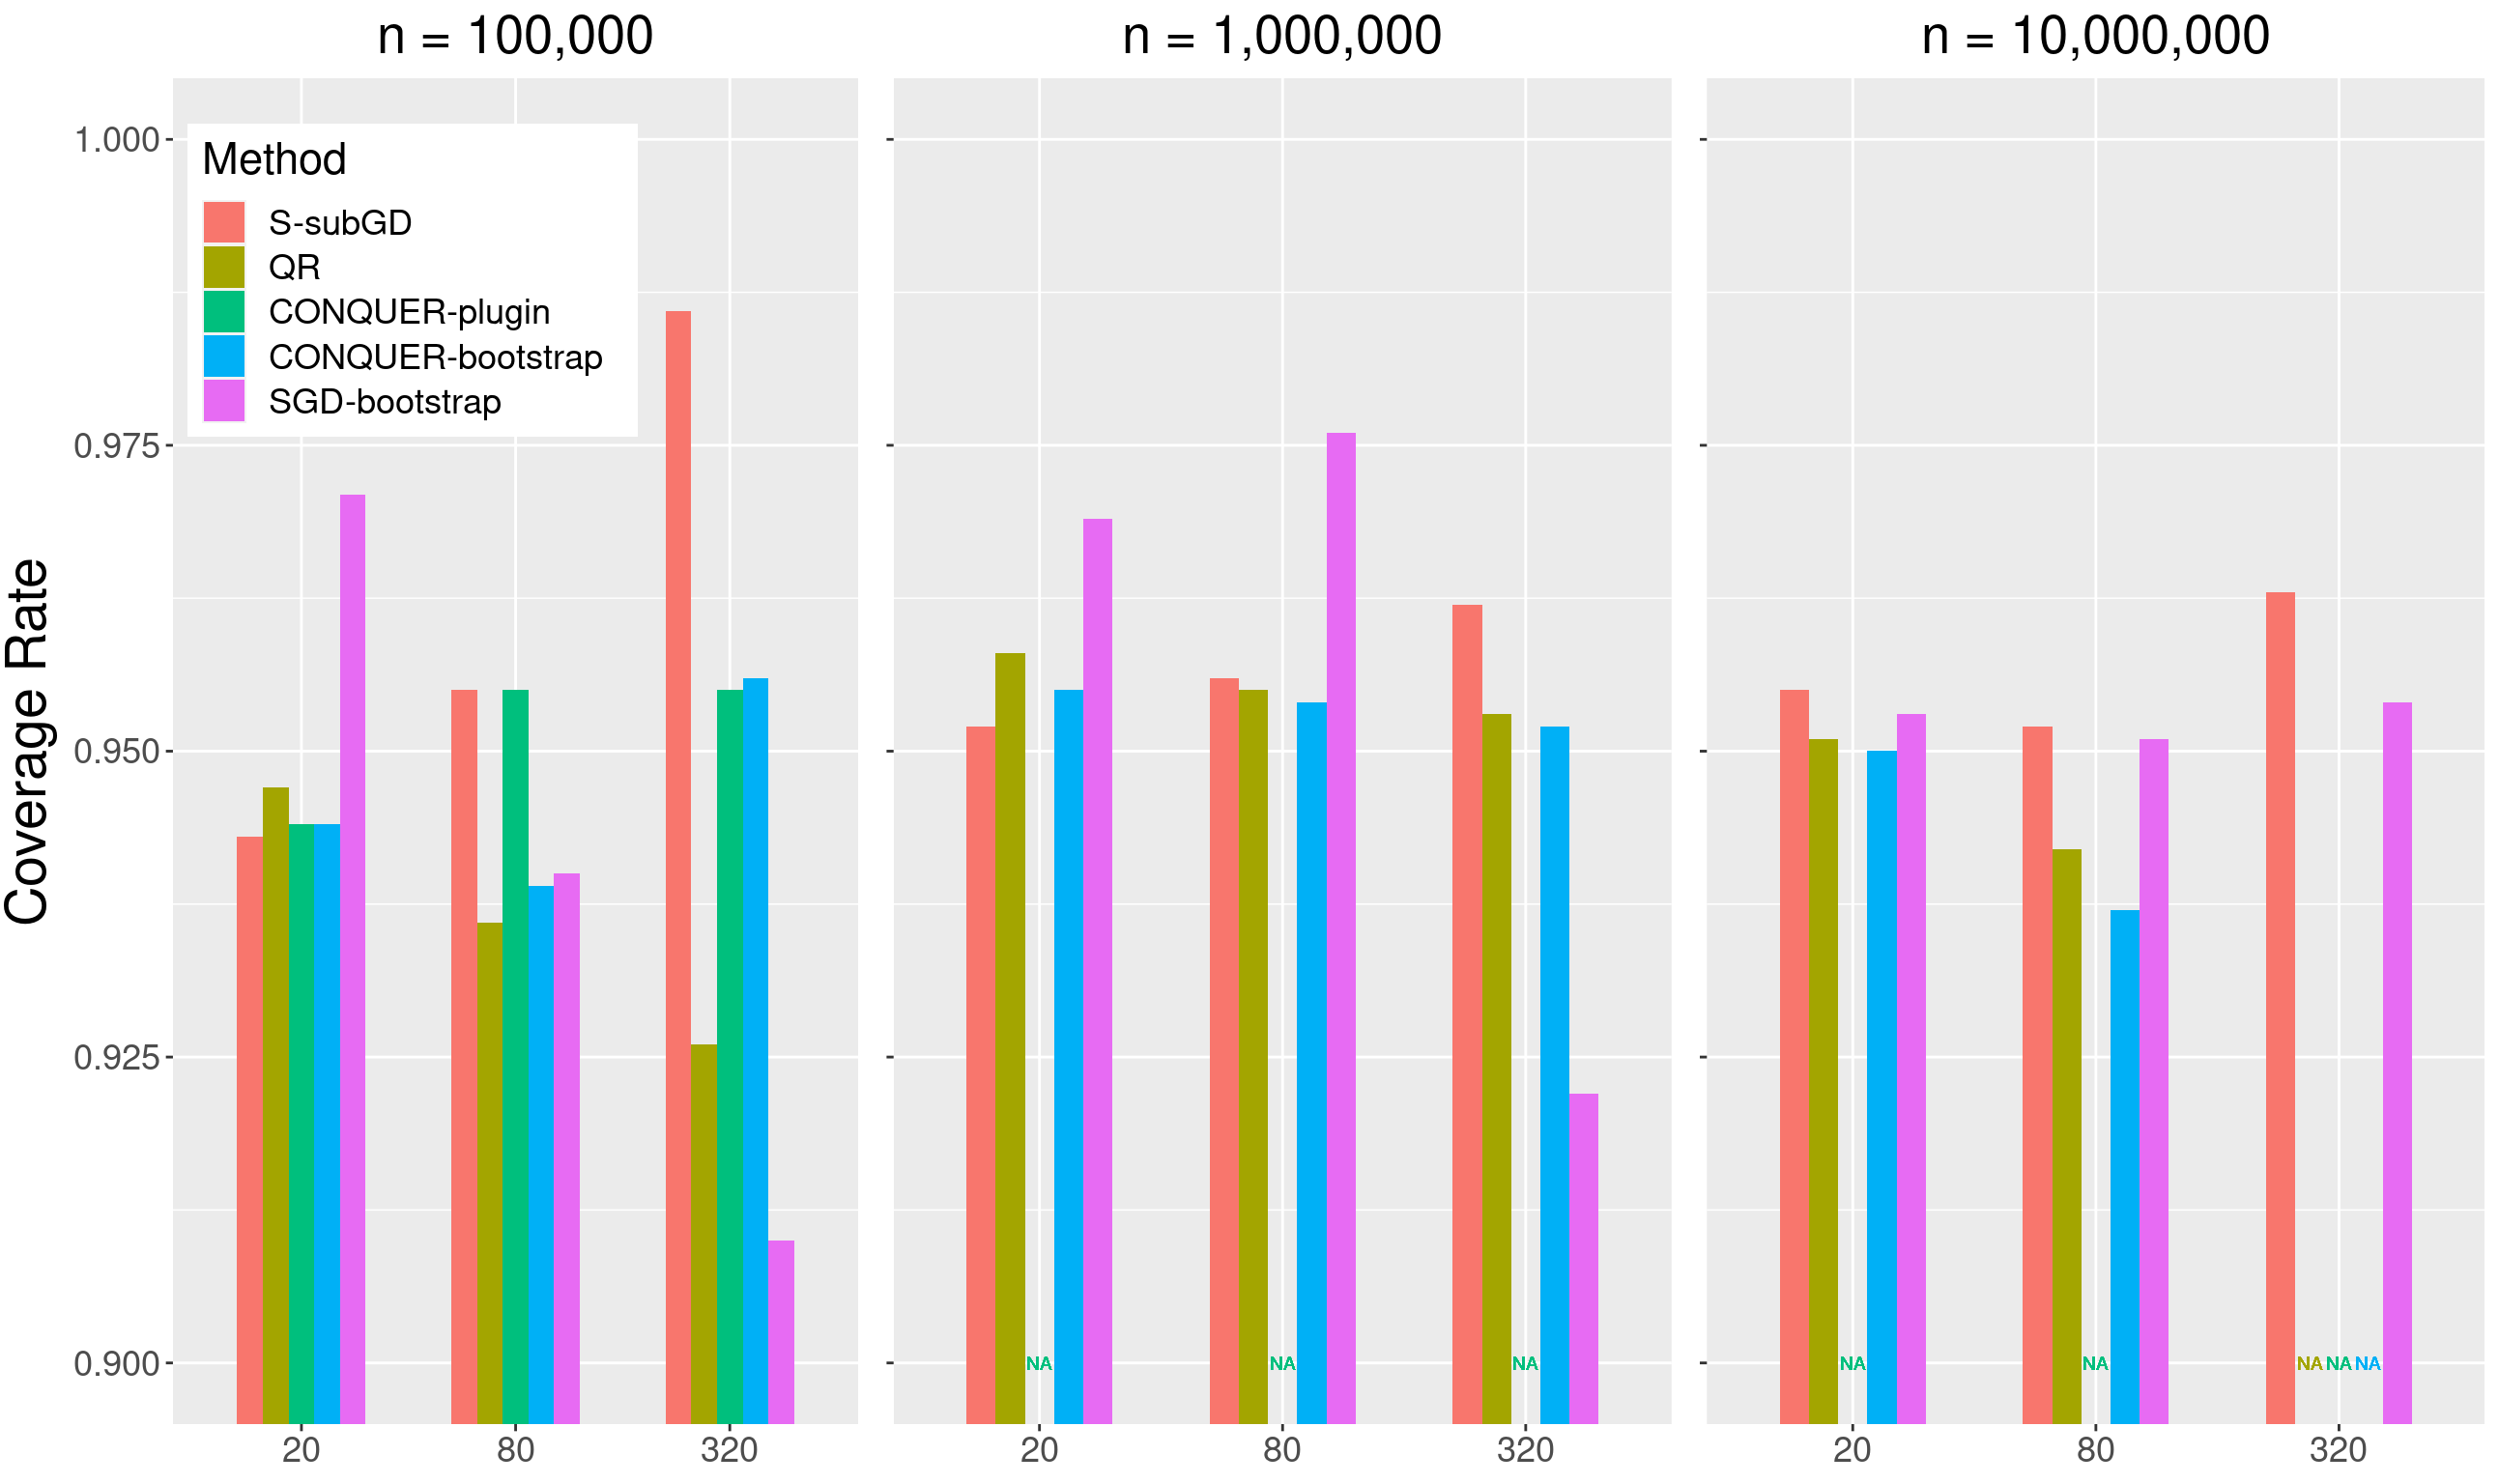 n = 100,000
n = 1,000,000
n = 10,000,000
Coverage Rate
1.000
0.975
0.950
0.925
0.900
Method
S-subGD
QR
CONQUER-plugin
CONQUER-bootstrap
SGD-bootstrap
NA
NA
NA
NA
NA
NA NA NA
20 80 320
20 80 320
20 80 320